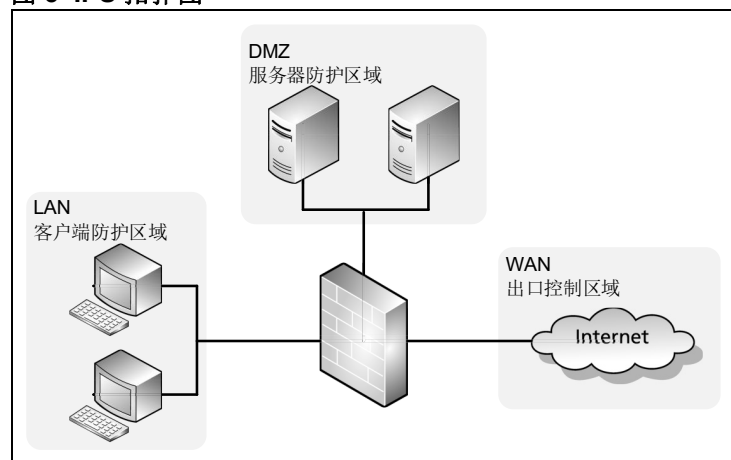 DMZ
服务器防护区域
LAN
客户端防护区域
WAN
出口控制区域
Internet